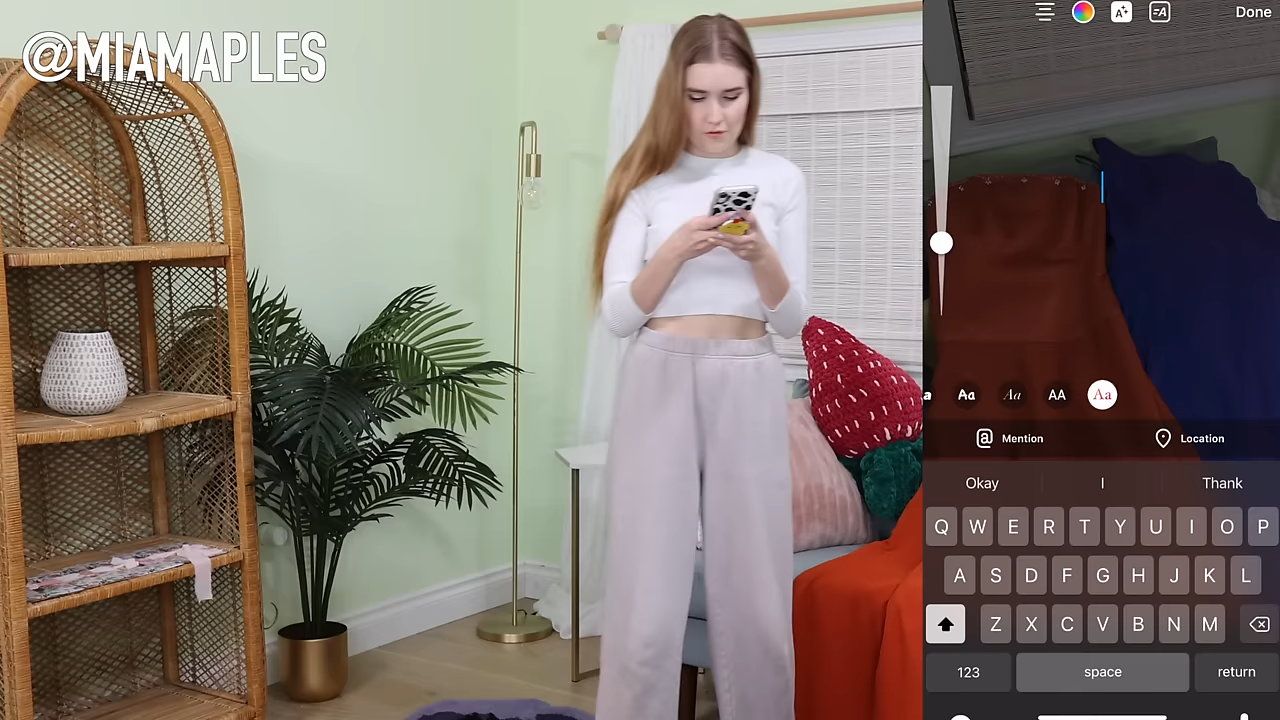 @MIAMAPLES
Done
a Aa Aa AA Aa
@ Mention
Location
Okay I Thank
Q W E R T Y U I O P
A S D F G H J K L
Z X C V B N M
123 space return